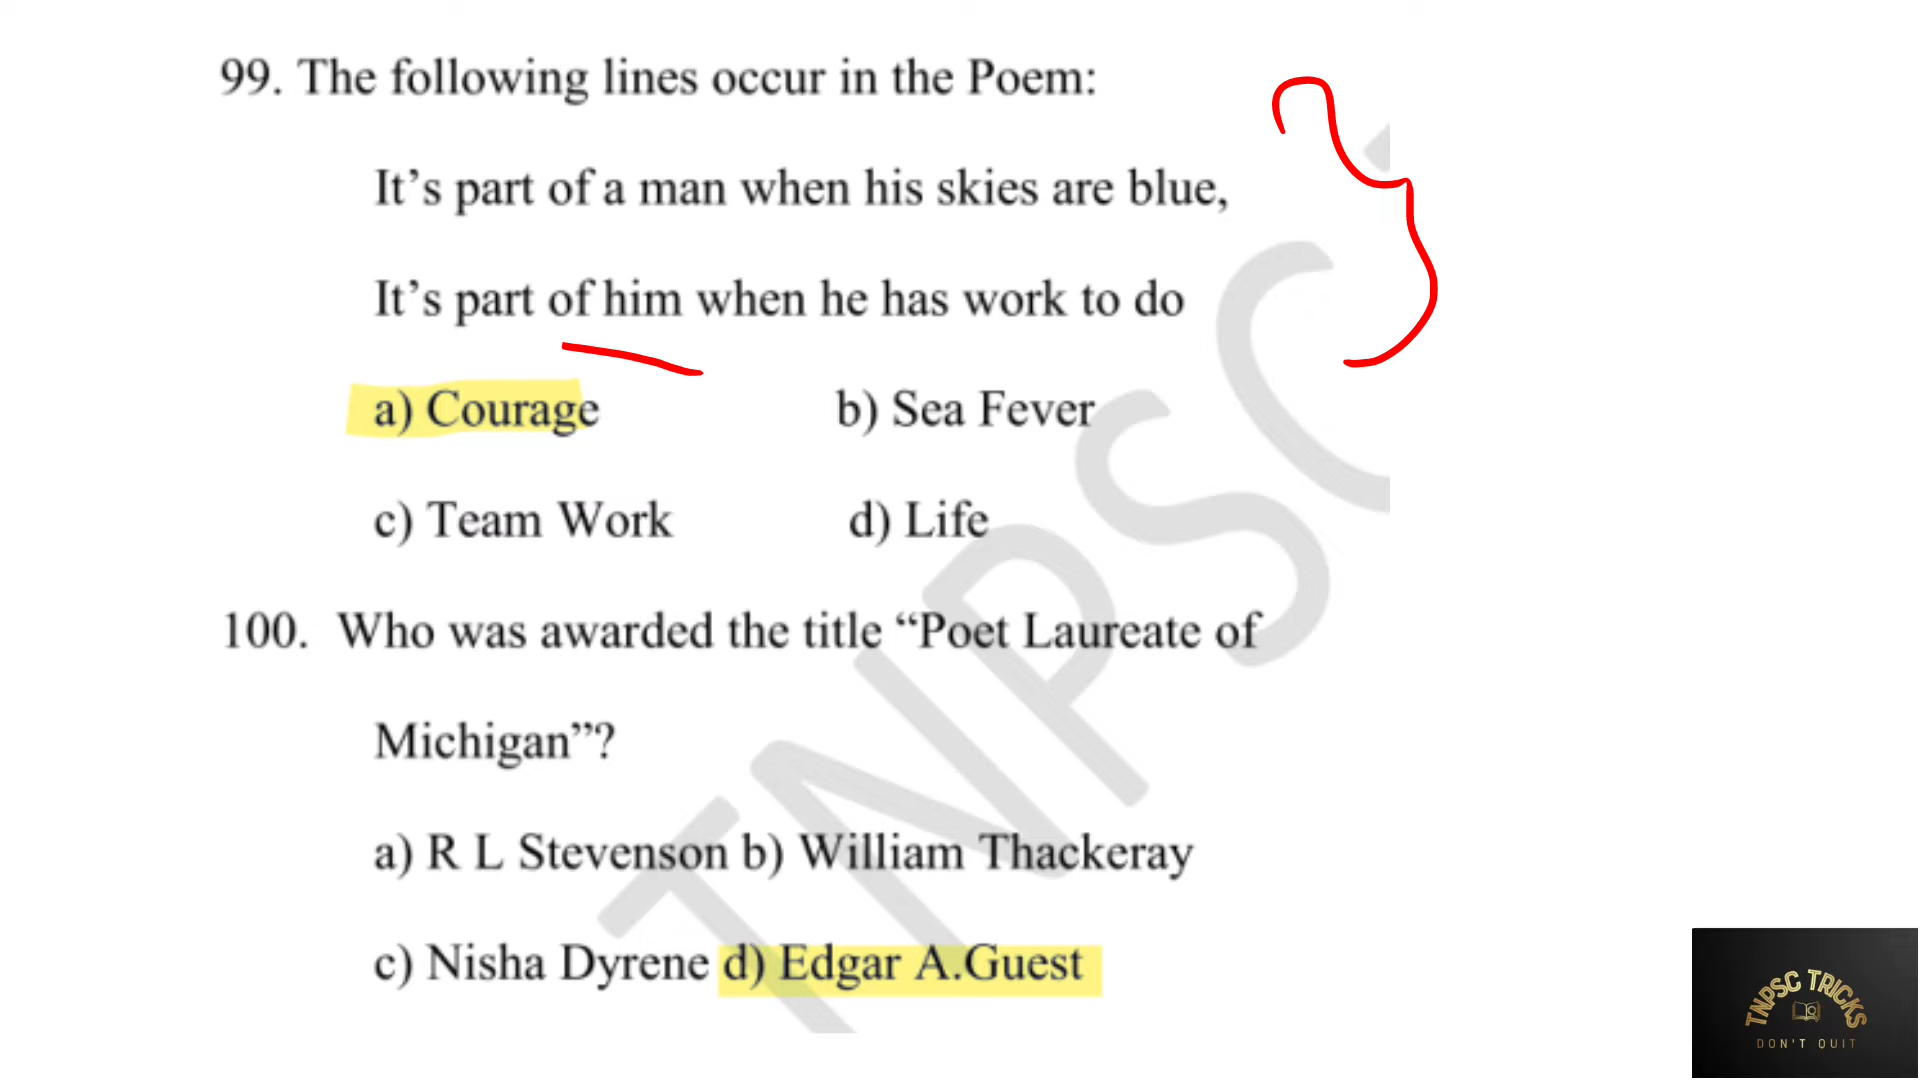 99. The following lines occur in the Poem:
It’s part of a man when his skies are blue,
It’s part of him when he has work to do
a) Courage b) Sea Fever
c) Team Work d) Life
100. Who was awarded the title “Poet Laureate of
Michigan”?
a) R L Stevenson b) William Thackeray
c) Nisha Dyrene d) Edgar A.Guest
TNPSC
TNPSC TRICKS
DON'T QUIT